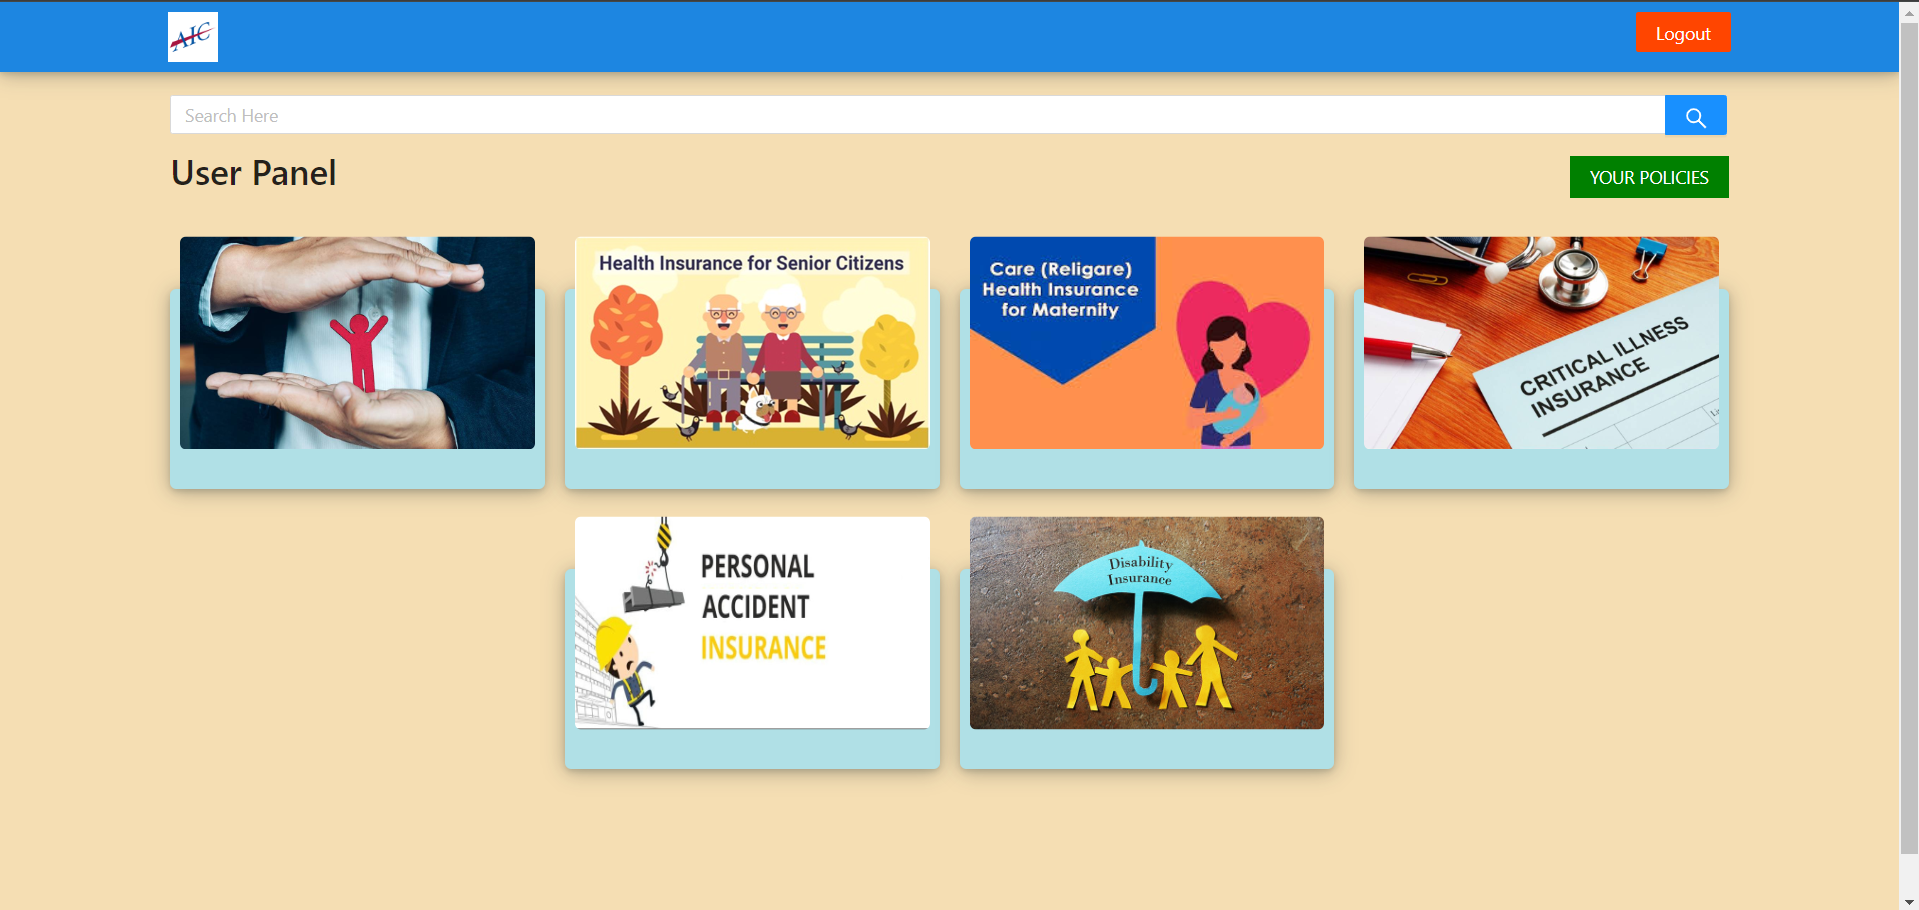 AIC
Logout
Search Here
User Panel
YOUR POLICIES
Health Insurance for Senior Citizens
Care (Religare)
Health Insurance
for Maternity
CRITICAL ILLNESS
INSURANCE
PERSONAL
ACCIDENT
INSURANCE
Disability
Insurance